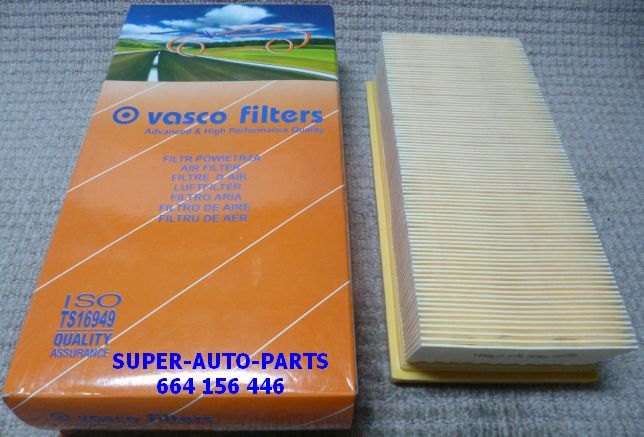 vasco filters
Advanced & High Performance Quality
FILTR POWIETRZA
AIR FILTER
FILTRE D'AIR
LUFTFILTER
FILTRO ARIA
FILTRO DE AIRE
FILTRU DE AER
ISO
TS16949
QUALITY
ASSURANCE
SUPER-AUTO-PARTS
664 156 446
vasco filters